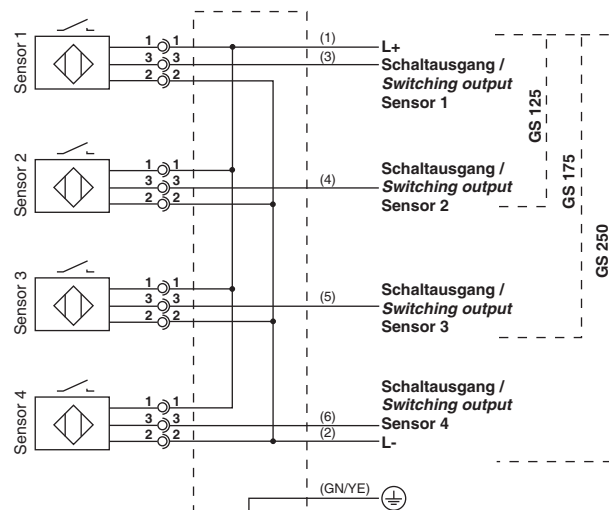 Sensor 1
1 1 (1) L+
3 3 (3) Schaltausgang /
2 2 Switching output
Sensor 1
Sensor 2
1 1 Schaltausgang /
3 3 (4) Switching output
2 2 Sensor 2
Sensor 3
1 1 Schaltausgang /
3 3 (5) Switching output
2 2 Sensor 3
Sensor 4
1 1 Schaltausgang /
Switching output
3 3 (6) Sensor 4
2 2 (2) L-
(GN/YE)
GS 125
GS 175
GS 250